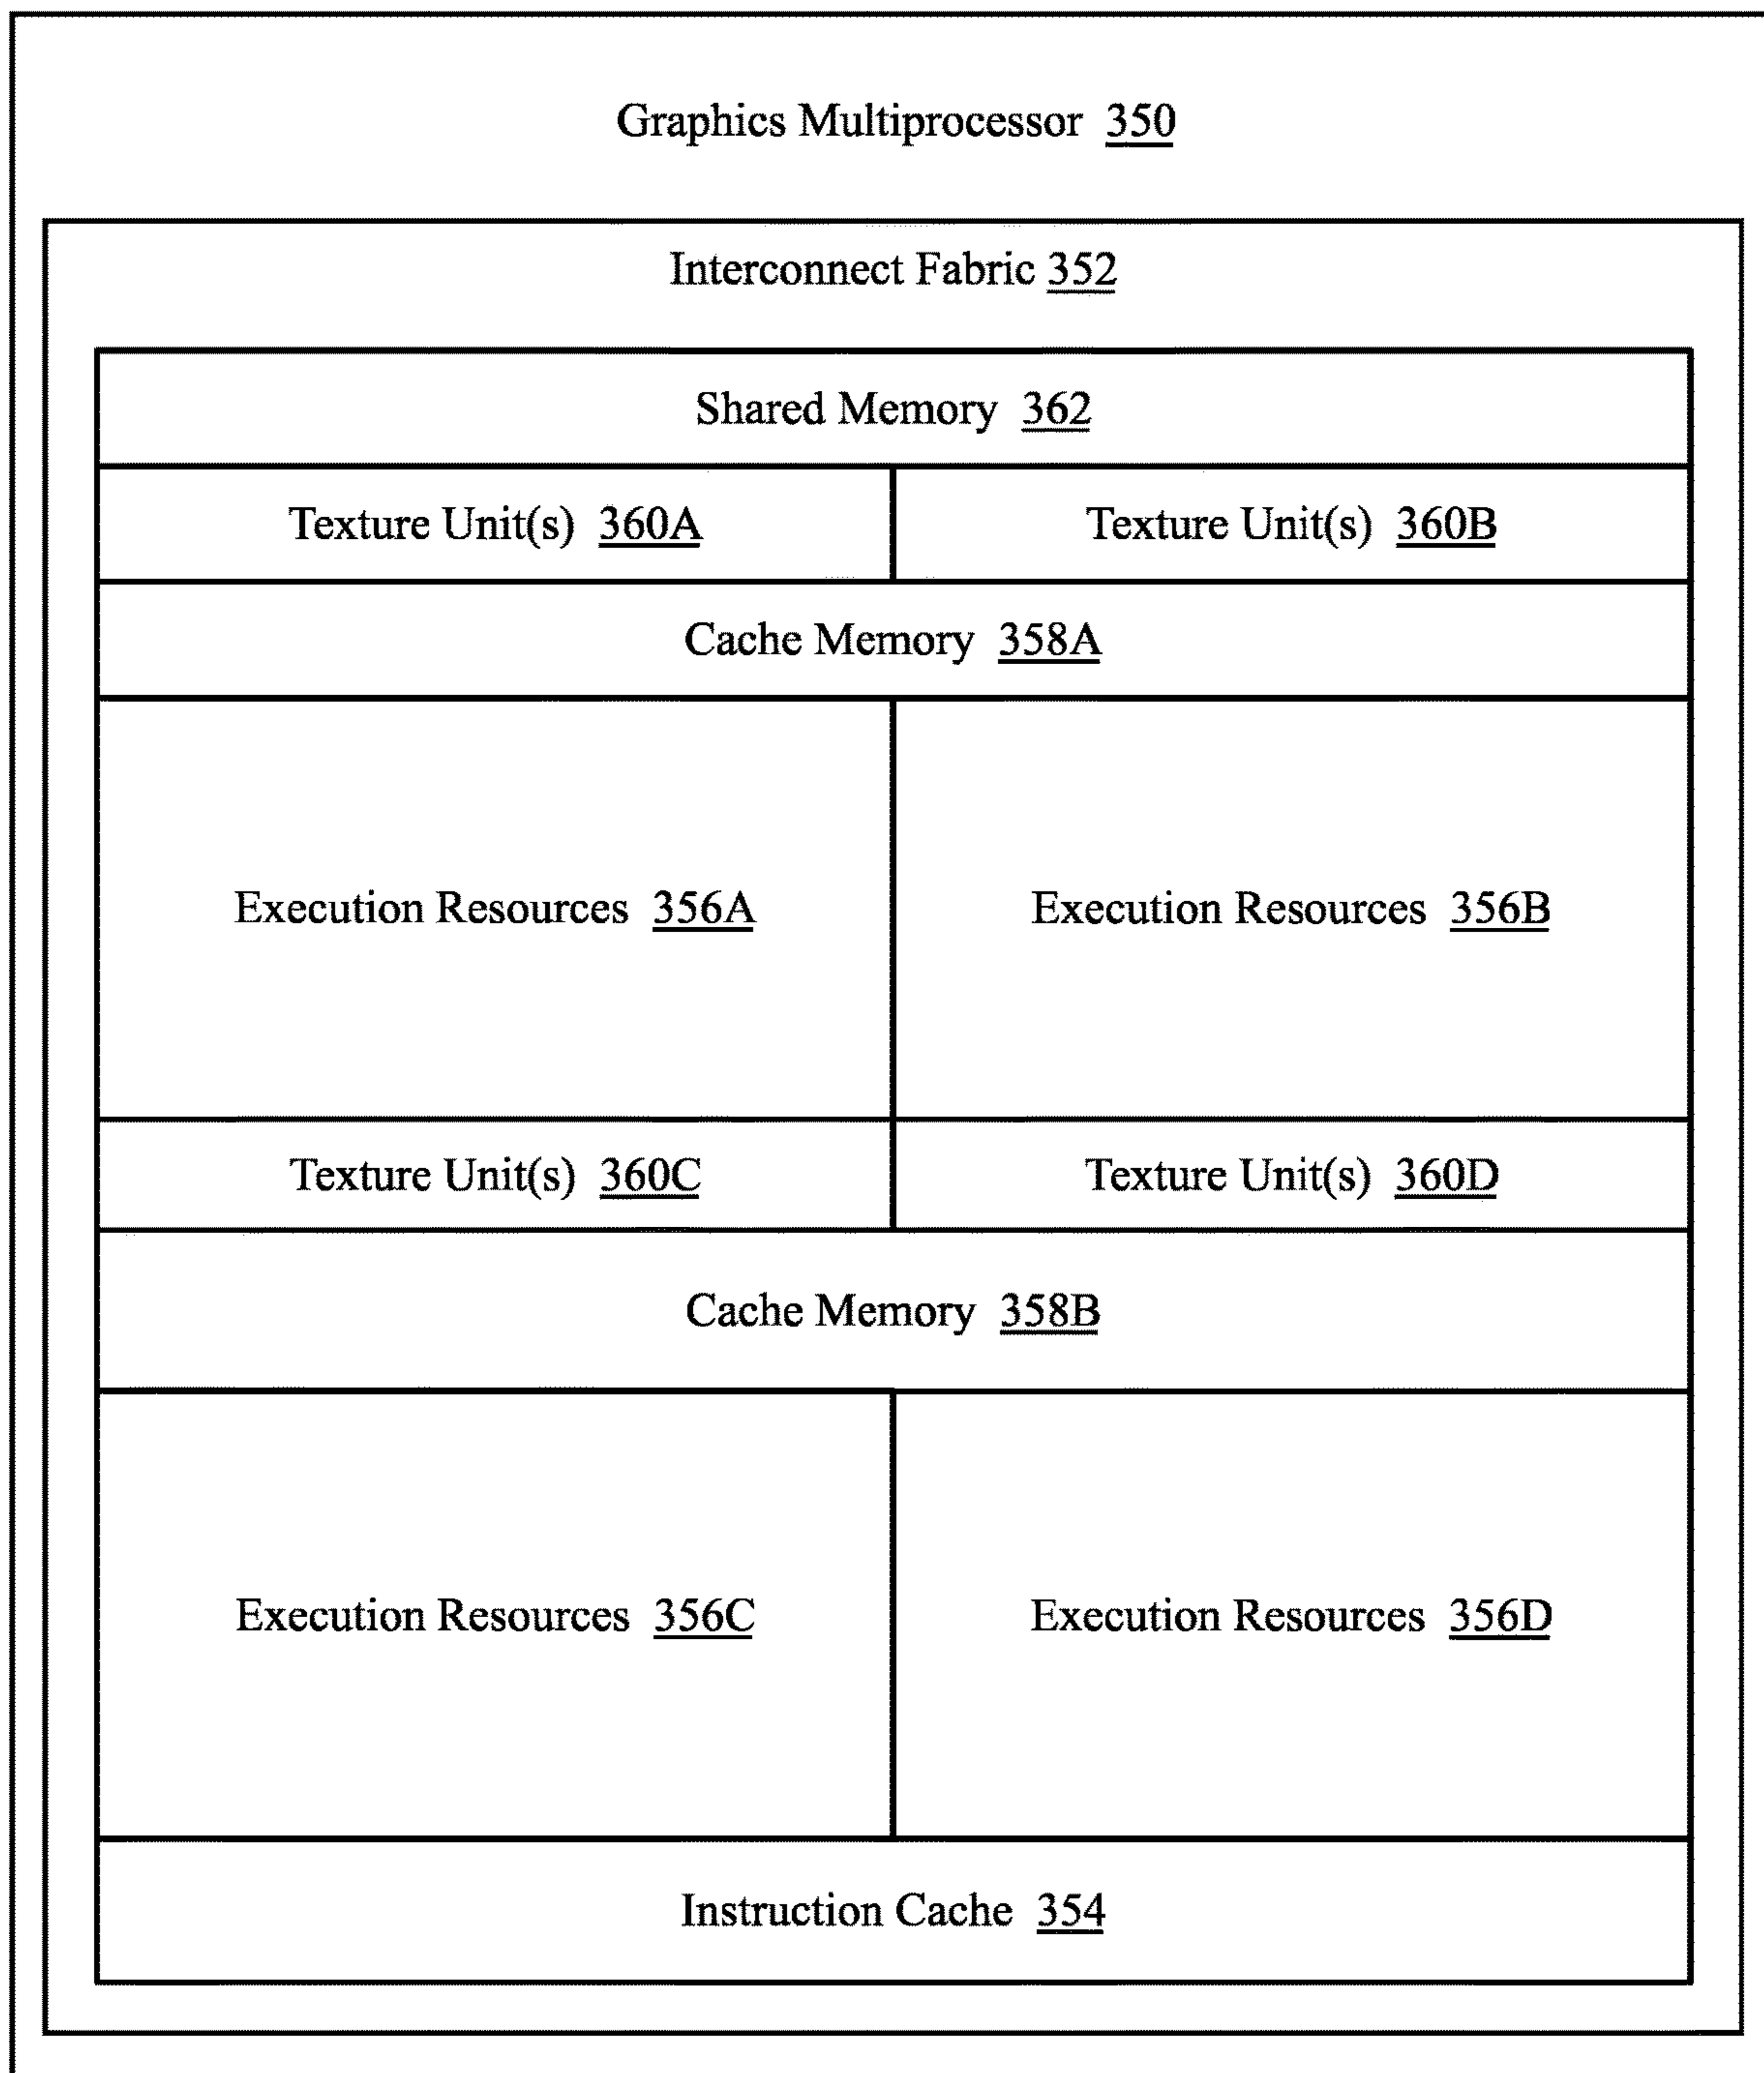 Graphics Multiprocessor 350
Interconnect Fabric 352
Shared Memory 362
Texture Unit(s) 360A
Texture Unit(s) 360B
Cache Memory 358A
Execution Resources 356A
Execution Resources 356B
Texture Unit(s) 360C
Texture Unit(s) 360D
Cache Memory 358B
Execution Resources 356C
Execution Resources 356D
Instruction Cache 354